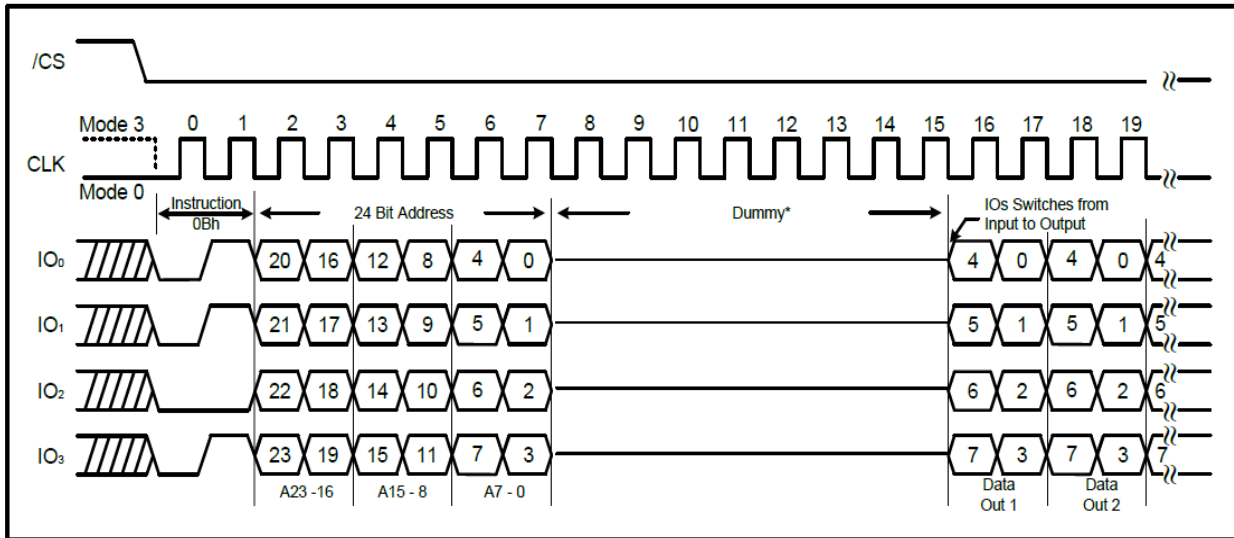 /CS
Mode 3 0 1 2 3 4 5 6 7 8 9 10 11 12 13 14 15 16 17 18 19
CLK
Mode 0
Instruction
0Bh
24 Bit Address
Dummy*
IOs Switches from
Input to Output
IO₀ 20 16 12 8 4 0 4 0 4 0 4
IO₁ 21 17 13 9 5 1 5 1 5 1 5
IO₂ 22 18 14 10 6 2 6 2 6 2 6
IO₃ 23 19 15 11 7 3 7 3 7 3 7
A23 -16 A15 - 8 A7 - 0
Data
Out 1
Data
Out 2